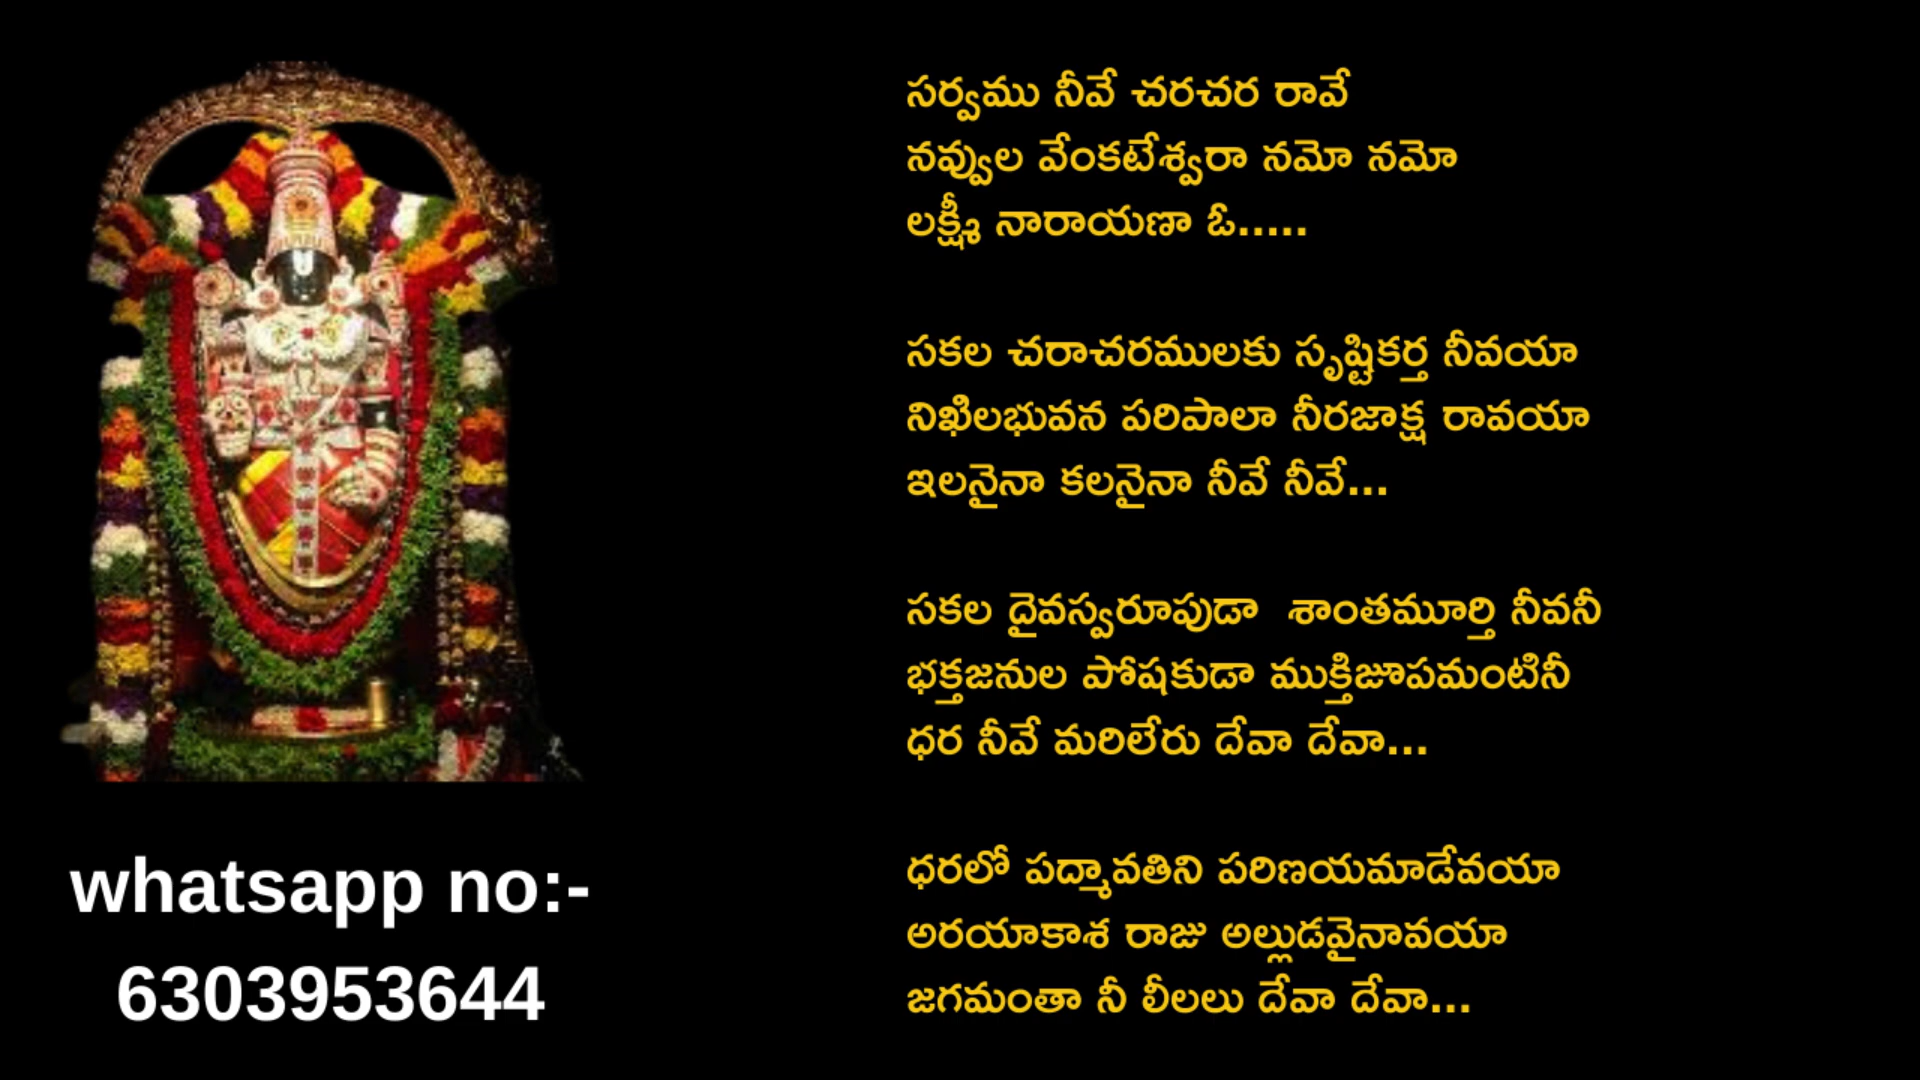 సర్వము నీవే చరచర రావే
నవ్వుల వేంకటేశ్వరా నమో నమో
లక్ష్మీ నారాయణా ఓ.....
సకల చరాచరములకు సృష్టికర్త నీవయా
నిఖిలభువన పరిపాలా నీరజాక్ష రావయా
ఇలనైనా కలనైనా నీవే నీవే...
సకల దైవస్వరూపుడా శాంతమూర్తి నీవనీ
భక్తజనుల పోషకుడా ముక్తిజూపమంటినీ
ధర నీవే మరిలేరు దేవా దేవా...
ధరలో పద్మావతిని పరిణయమాడేవయా
అరయాకాశ రాజు అల్లుడవైనావయా
జగమంతా నీ లీలలు దేవా దేవా...
whatsapp no:-
6303953644